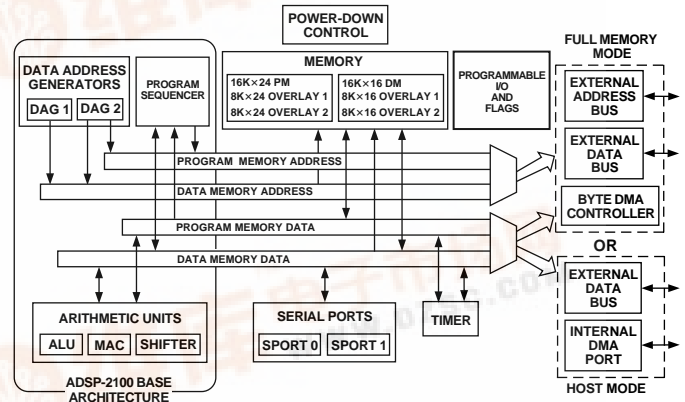 POWER-DOWN
CONTROL
FULL MEMORY
MODE
DATA ADDRESS
GENERATORS
DAG 1
DAG 2
PROGRAM
SEQUENCER
MEMORY
16K×24 PM
8K×24 OVERLAY 1
8K×24 OVERLAY 2
16K×16 DM
8K×16 OVERLAY 1
8K×16 OVERLAY 2
PROGRAMMABLE
I/O
AND
FLAGS
EXTERNAL
ADDRESS
BUS
EXTERNAL
DATA
BUS
BYTE DMA
CONTROLLER
OR
EXTERNAL
DATA
BUS
INTERNAL
DMA
PORT
HOST MODE
PROGRAM MEMORY ADDRESS
DATA MEMORY ADDRESS
PROGRAM MEMORY DATA
DATA MEMORY DATA
ARITHMETIC UNITS
ALU
MAC
SHIFTER
SERIAL PORTS
SPORT 0
SPORT 1
TIMER
ADSP-2100 BASE
ARCHITECTURE